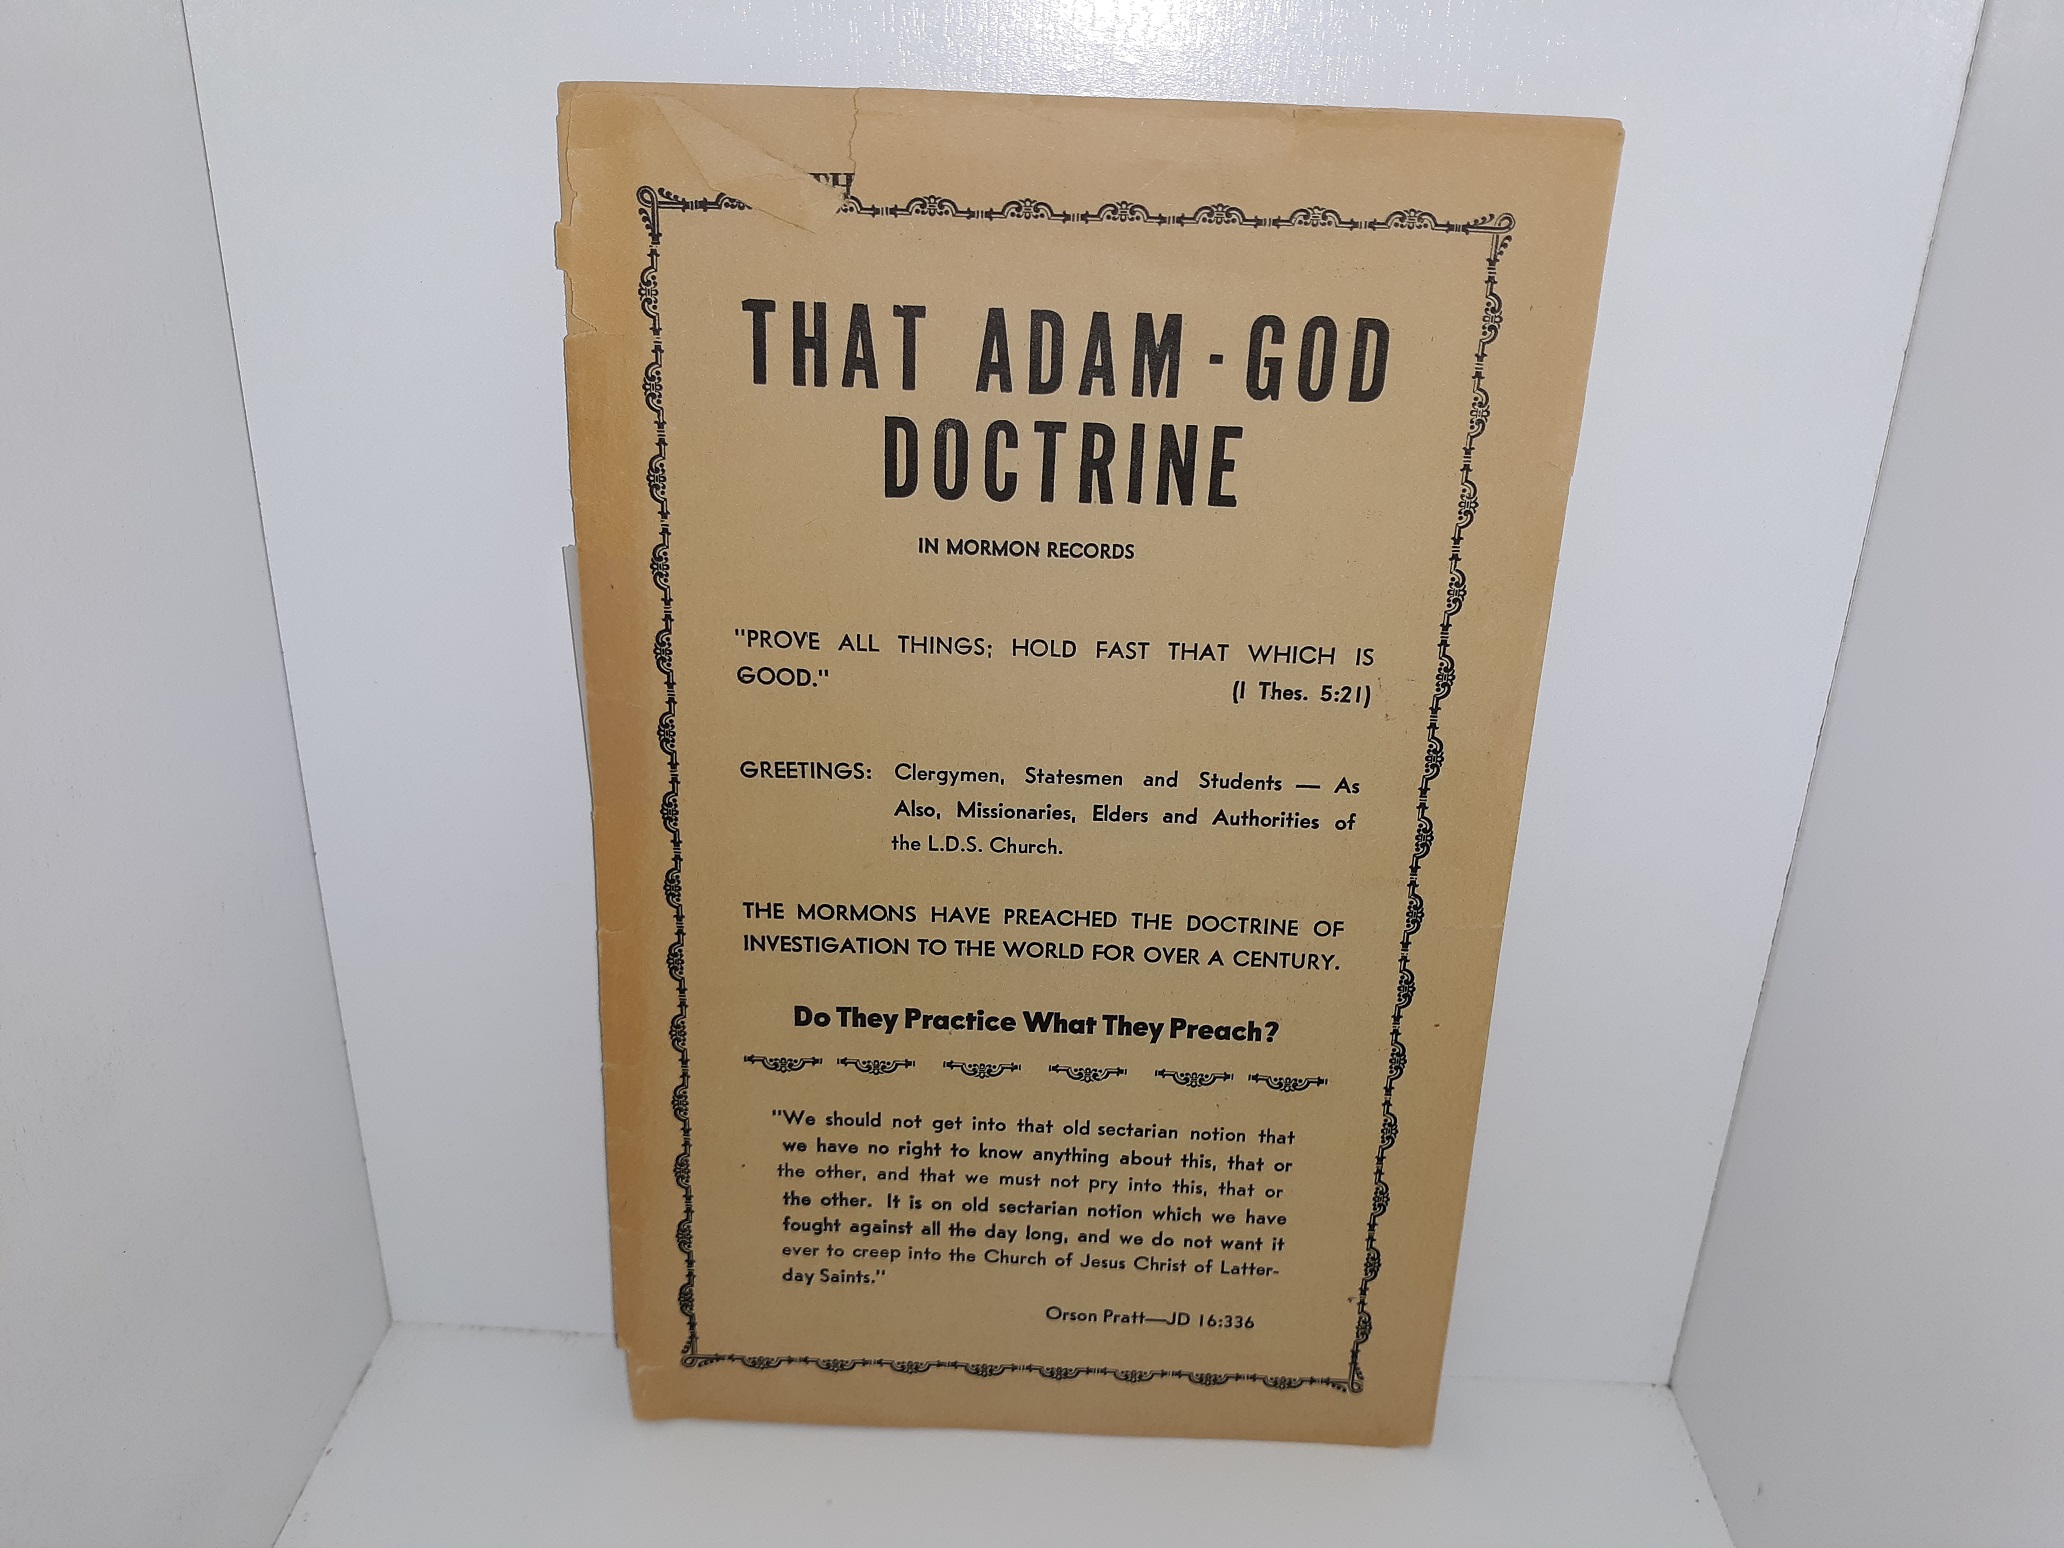 THAT ADAM-GOD
DOCTRINE
IN MORMON RECORDS
"PROVE ALL THINGS; HOLD FAST THAT WHICH IS
GOOD."
(I Thes. 5:21)
GREETINGS: Clergymen, Statesmen and Students — As
Also, Missionaries, Elders and Authorities of
the L.D.S. Church.
THE MORMONS HAVE PREACHED THE DOCTRINE OF
INVESTIGATION TO THE WORLD FOR OVER A CENTURY.
Do They Practice What They Preach?
"We should not get into that old sectarian notion that
we have no right to know anything about this, that or
the other, and that we must not pry into this, that or
the other. It is on old sectarian notion which we have
fought against all the day long, and we do not want it
ever to creep into the Church of Jesus Christ of Latter-
day Saints."
Orson Pratt—JD 16:336